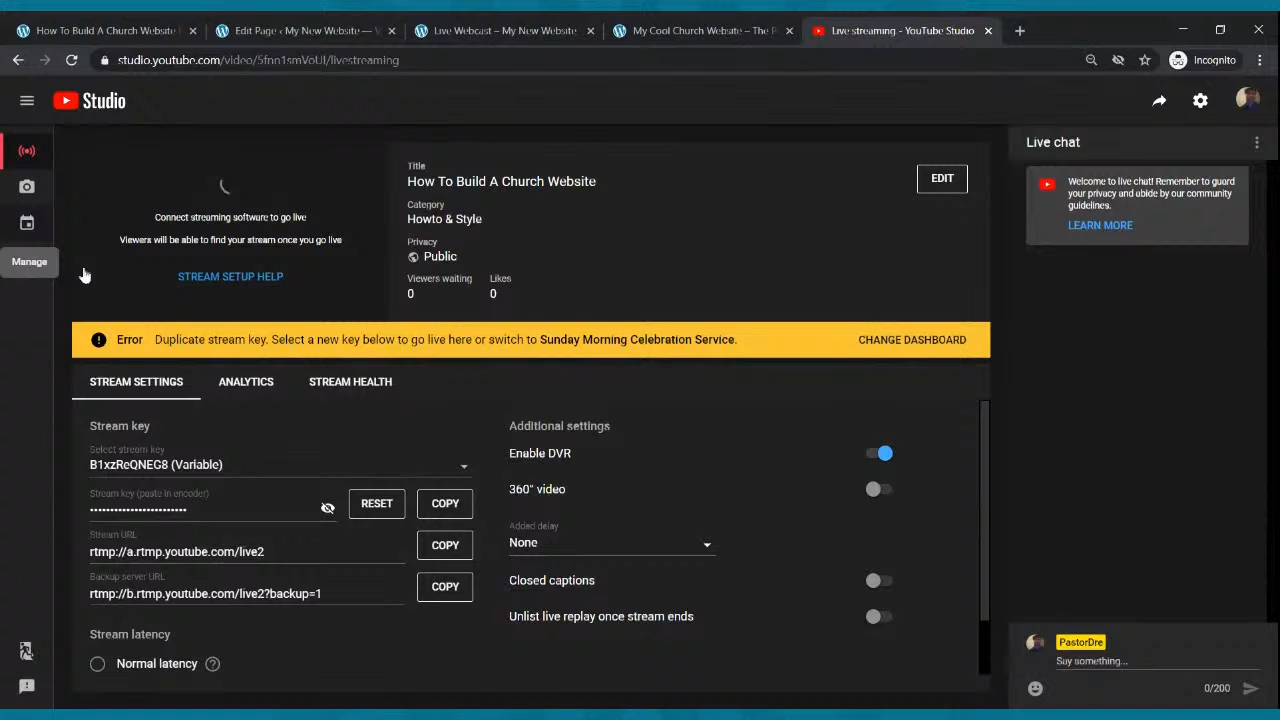 How To Build A Church Website
Edit Page ‹ My New Website — V
Live Webcast – My New Website
My Cool Church Website – The P
Live streaming - YouTube Studio
studio.youtube.com/video/5fnn1smVoUI/livestreaming
Incognito
Studio
Manage
Connect streaming software to go live
Viewers will be able to find your stream once you go live
STREAM SETUP HELP
Title
How To Build A Church Website
EDIT
Category
Howto & Style
Privacy
Public
Viewers waiting
Likes
0
0
Live chat
Welcome to live chat! Remember to guard
your privacy and abide by our community
guidelines.
LEARN MORE
Error
Duplicate stream key. Select a new key below to go live here or switch to Sunday Morning Celebration Service.
CHANGE DASHBOARD
STREAM SETTINGS
ANALYTICS
STREAM HEALTH
Stream key
Select stream key
B1xzReQNEG8 (Variable)
Stream key (paste in encoder)
••••••••••••••••••••••••
RESET
COPY
Stream URL
rtmp://a.rtmp.youtube.com/live2
COPY
Backup server URL
rtmp://b.rtmp.youtube.com/live2?backup=1
COPY
Stream latency
Normal latency
Additional settings
Enable DVR
360° video
Added delay
None
Closed captions
Unlist live replay once stream ends
PastorDre
Say something...
0/200